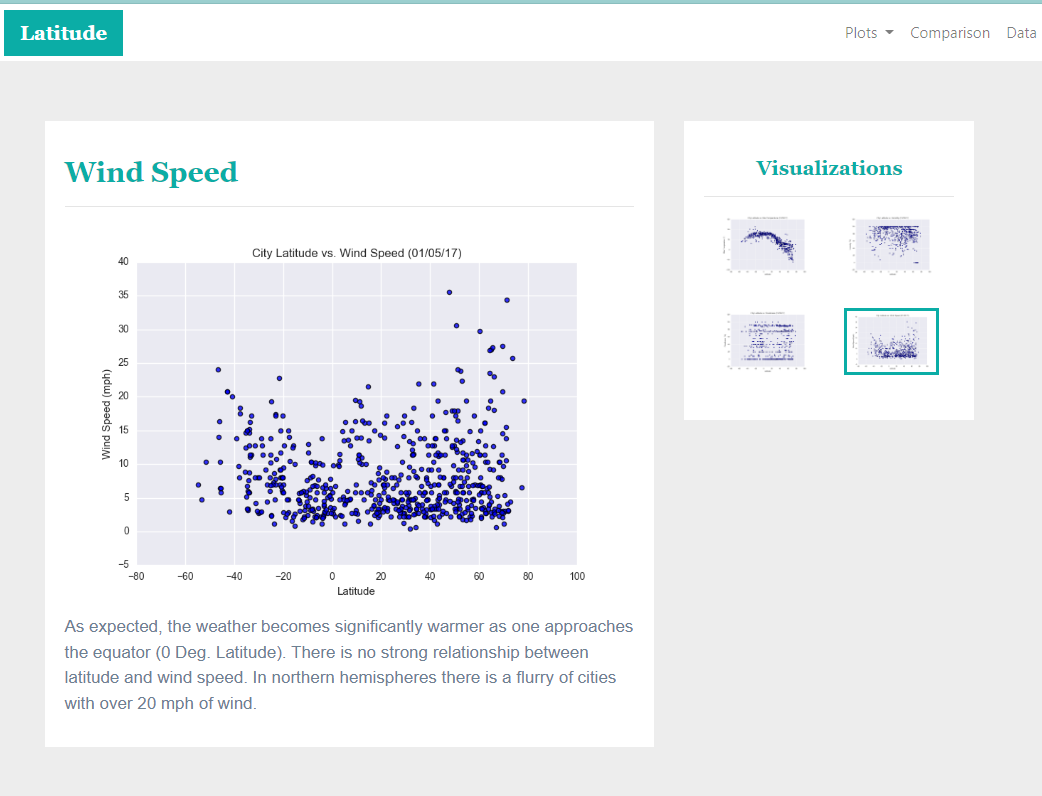 Latitude
Plots
Comparison
Data
Wind Speed
Visualizations
City Latitude vs. Wind Speed (01/05/17)
40
35
30
25
20
15
10
5
0
−5
Wind Speed (mph)
−80
−60
−40
−20
0
20
40
60
80
100
Latitude
As expected, the weather becomes significantly warmer as one approaches
the equator (0 Deg. Latitude). There is no strong relationship between
latitude and wind speed. In northern hemispheres there is a flurry of cities
with over 20 mph of wind.